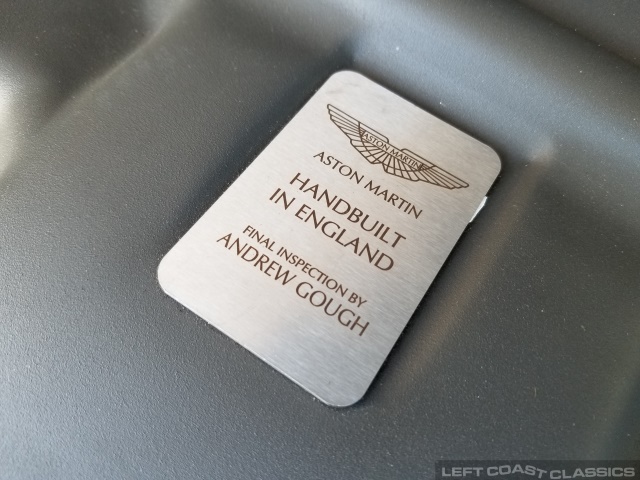 ASTON MARTIN
ASTON MARTIN
HANDBUILT
IN ENGLAND
FINAL INSPECTION BY
ANDREW GOUGH
LEFT COAST CLASSICS